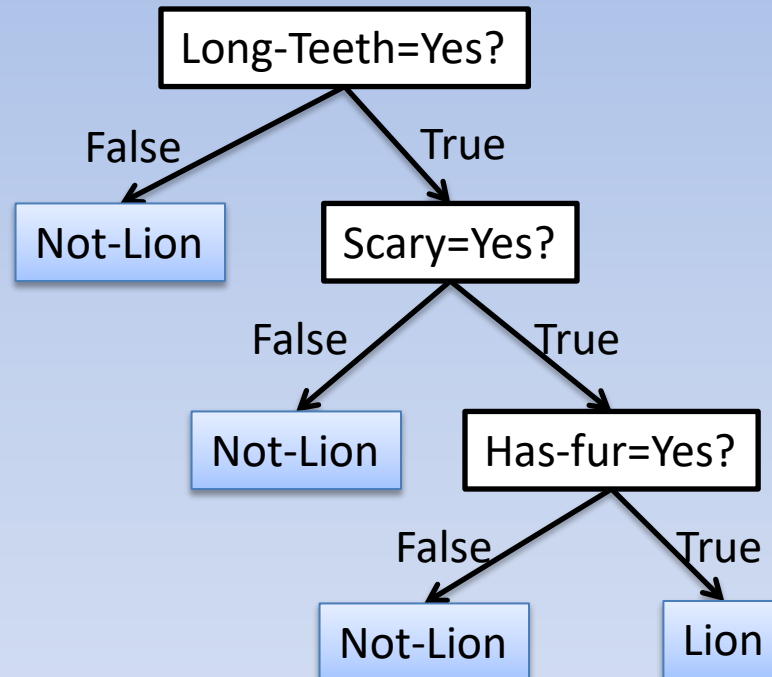 Long-Teeth=Yes?
False
True
Not-Lion
Scary=Yes?
False
True
Not-Lion
Has-fur=Yes?
False
True
Not-Lion
Lion